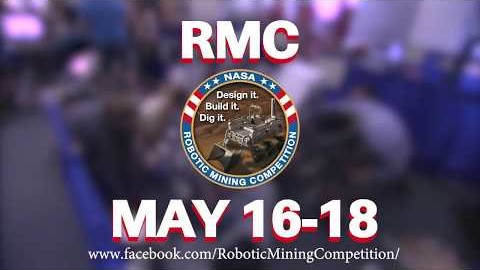 RMC
NASA
Design it.
Build it.
Dig it.
ROBOTIC MINING COMPETITION
MAY 16-18
www.facebook.com/RoboticMiningCompetition/